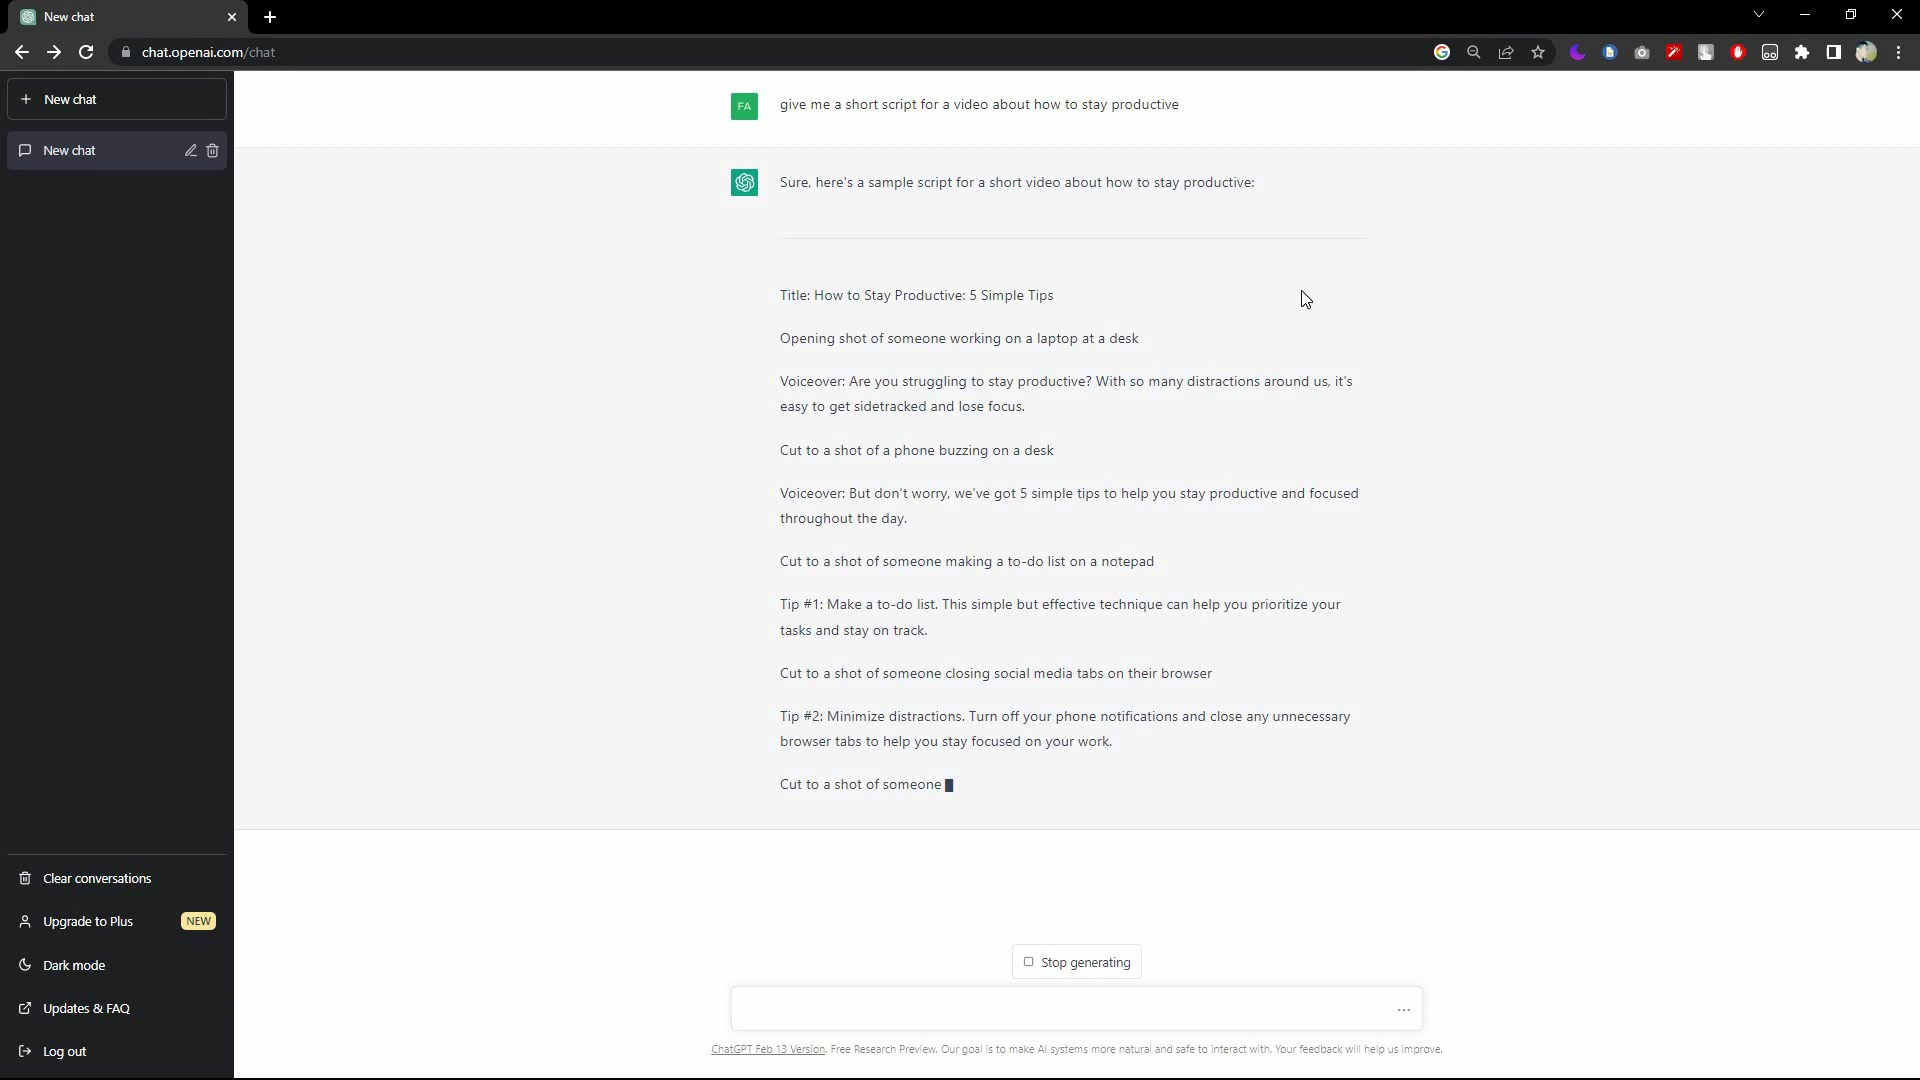 New chat
chat.openai.com/chat
New chat
New chat
FA
give me a short script for a video about how to stay productive
Sure, here's a sample script for a short video about how to stay productive:
Title: How to Stay Productive: 5 Simple Tips
Opening shot of someone working on a laptop at a desk
Voiceover: Are you struggling to stay productive? With so many distractions around us, it's
easy to get sidetracked and lose focus.
Cut to a shot of a phone buzzing on a desk
Voiceover: But don't worry, we've got 5 simple tips to help you stay productive and focused
throughout the day.
Cut to a shot of someone making a to-do list on a notepad
Tip #1: Make a to-do list. This simple but effective technique can help you prioritize your
tasks and stay on track.
Cut to a shot of someone closing social media tabs on their browser
Tip #2: Minimize distractions. Turn off your phone notifications and close any unnecessary
browser tabs to help you stay focused on your work.
Cut to a shot of someone
Clear conversations
Upgrade to Plus NEW
Dark mode
Updates & FAQ
Log out
Stop generating
ChatGPT Feb 13 Version. Free Research Preview. Our goal is to make AI systems more natural and safe to interact with. Your feedback will help us improve.